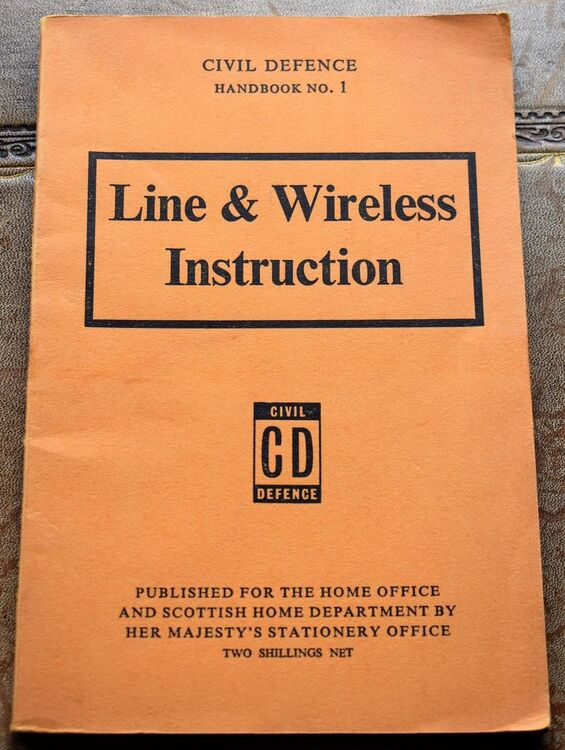 CIVIL DEFENCE
HANDBOOK NO. 1
Line & Wireless
Instruction
CIVIL
CD
DEFENCE
PUBLISHED FOR THE HOME OFFICE
AND SCOTTISH HOME DEPARTMENT BY
HER MAJESTY'S STATIONERY OFFICE
TWO SHILLINGS NET